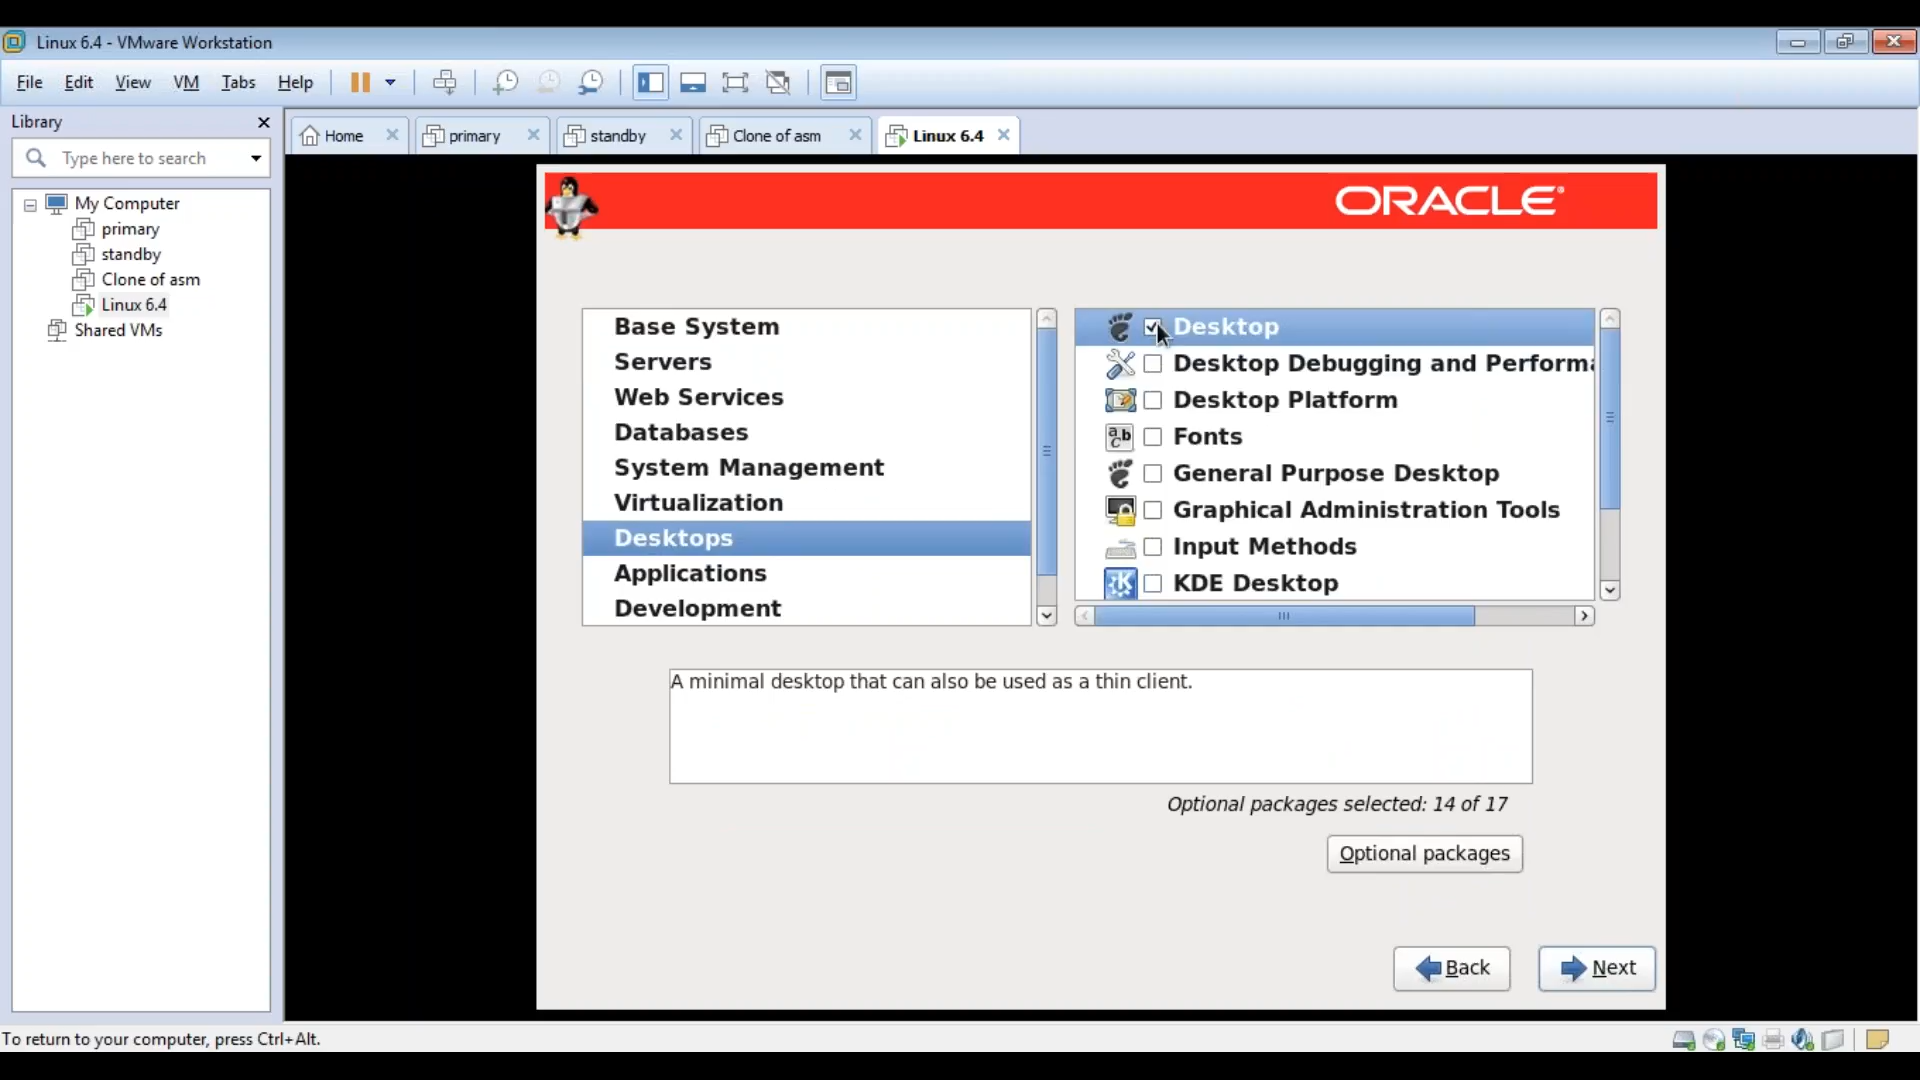 Linux 6.4 - VMware Workstation
File Edit View VM Tabs Help
Library
Home primary standby Clone of asm Linux 6.4
Type here to search
My Computer
primary
standby
Clone of asm
Linux 6.4
Shared VMs
ORACLE®
Base System
Servers
Web Services
Databases
System Management
Virtualization
Desktops
Applications
Development
Desktop
Desktop Debugging and Performa
Desktop Platform
Fonts
General Purpose Desktop
Graphical Administration Tools
Input Methods
KDE Desktop
A minimal desktop that can also be used as a thin client.
Optional packages selected: 14 of 17
Optional packages
Back Next
To return to your computer, press Ctrl+Alt.